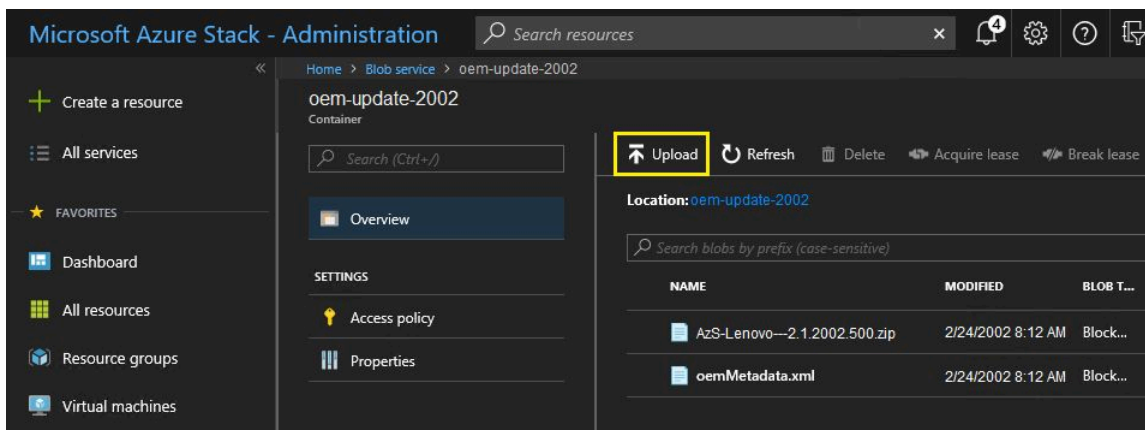 Microsoft Azure Stack - Administration
Search resources
4
Home > Blob service > oem-update-2002
Create a resource
All services
FAVORITES
Dashboard
All resources
Resource groups
Virtual machines
oem-update-2002
Container
Search (Ctrl+/)
Overview
SETTINGS
Access policy
Properties
Upload Refresh Delete Acquire lease Break lease
Location: oem-update-2002
Search blobs by prefix (case-sensitive)
NAME MODIFIED BLOB T...
AzS-Lenovo---2.1.2002.500.zip 2/24/2002 8:12 AM Block...
oemMetadata.xml 2/24/2002 8:12 AM Block...